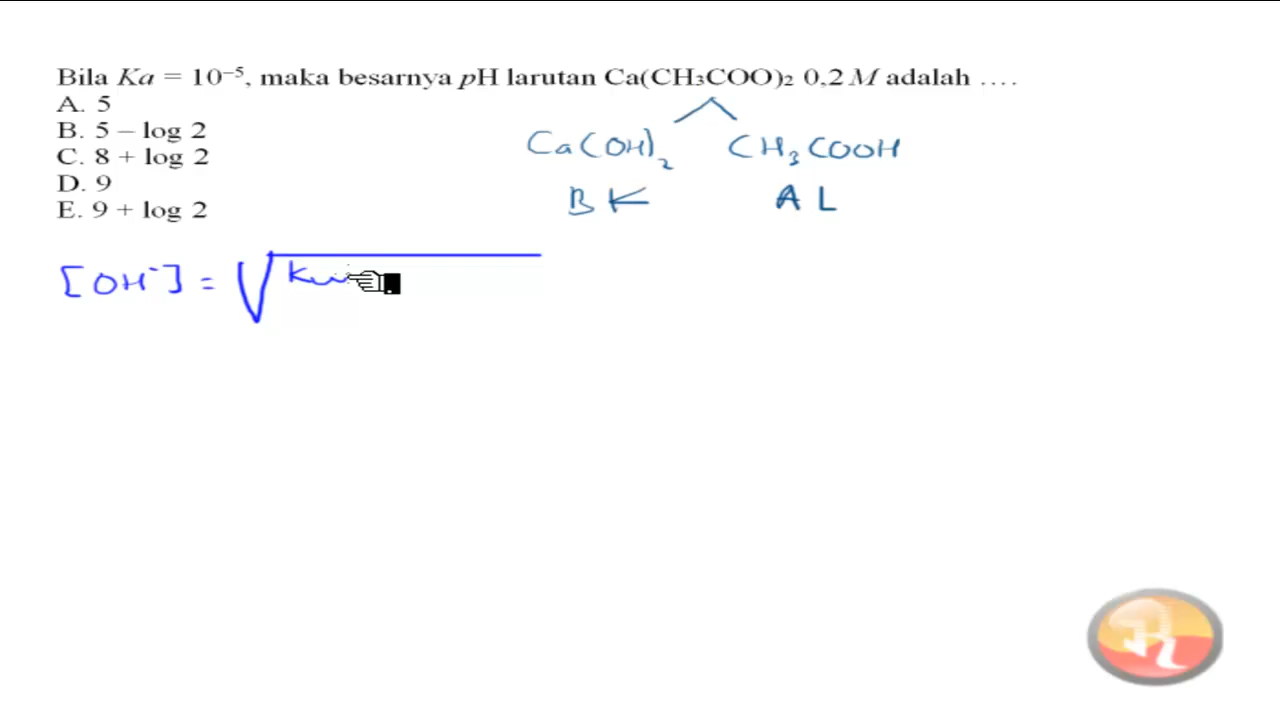 Bila Ka = 10⁻⁵, maka besarnya pH larutan Ca(CH₃COO)₂ 0,2 M adalah ….
A. 5
B. 5 – log 2
C. 8 + log 2
D. 9
E. 9 + log 2
Ca(OH)₂ CH₃COOH
BK AL
[OH⁻] = √Kw